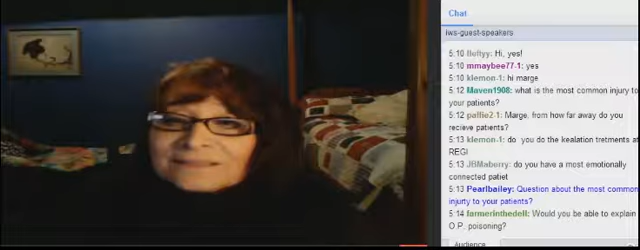 Chat
iws-guest-speakers
5:10 lleftyy: Hi, yes!
5:10 mmaybee77-1: yes
5:10 klemon-1: hi marge
5:12 Maven1908: what is the most common injury to
your patients?
5:12 pallie2-1: Marge, from how far away do you
recieve patients?
5:13 klemon-1: do you do the kealation tretments at
REGI
5:13 JBMaberry: do you have a most emotionally
connected patiet
5:13 Pearlbailey: Question about the most common
injurty to your patients?
5:14 farmerinthedell: Would you be able to explain
O.P. poisoning?
Audience